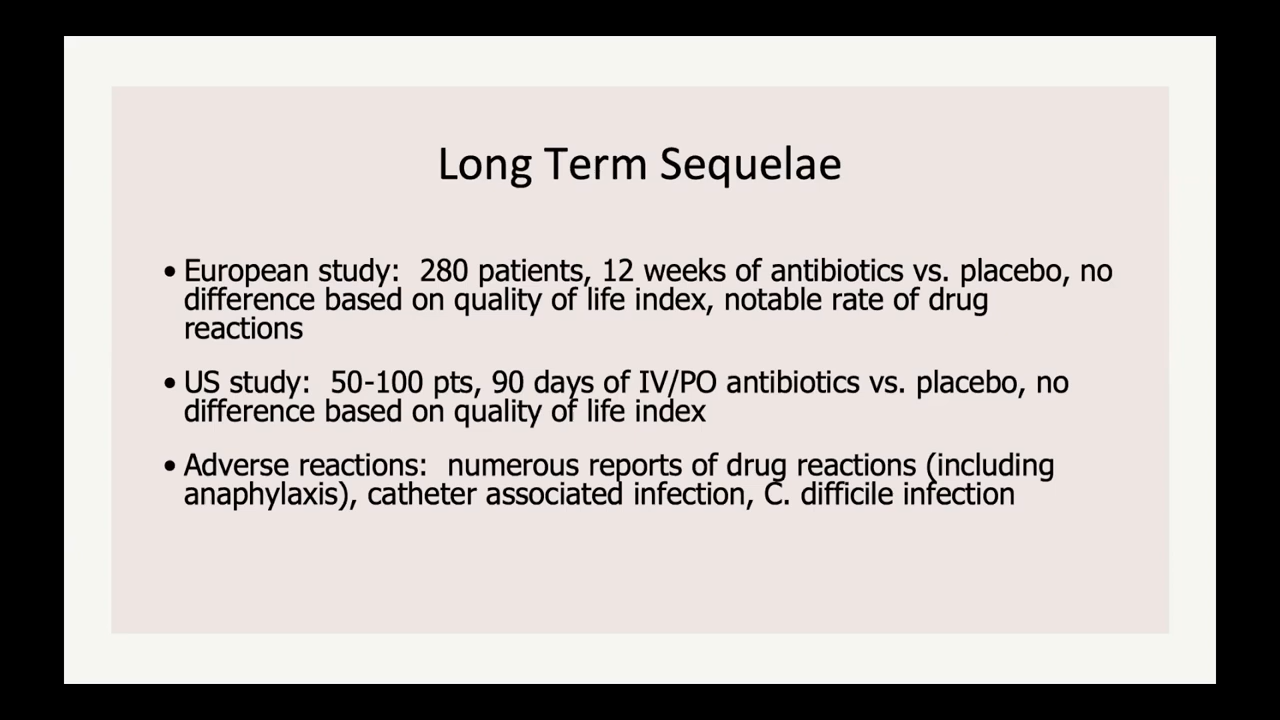 Long Term Sequelae
• European study:  280 patients, 12 weeks of antibiotics vs. placebo, no
difference based on quality of life index, notable rate of drug
reactions
• US study:  50-100 pts, 90 days of IV/PO antibiotics vs. placebo, no
difference based on quality of life index
• Adverse reactions:  numerous reports of drug reactions (including
anaphylaxis), catheter associated infection, C. difficile infection